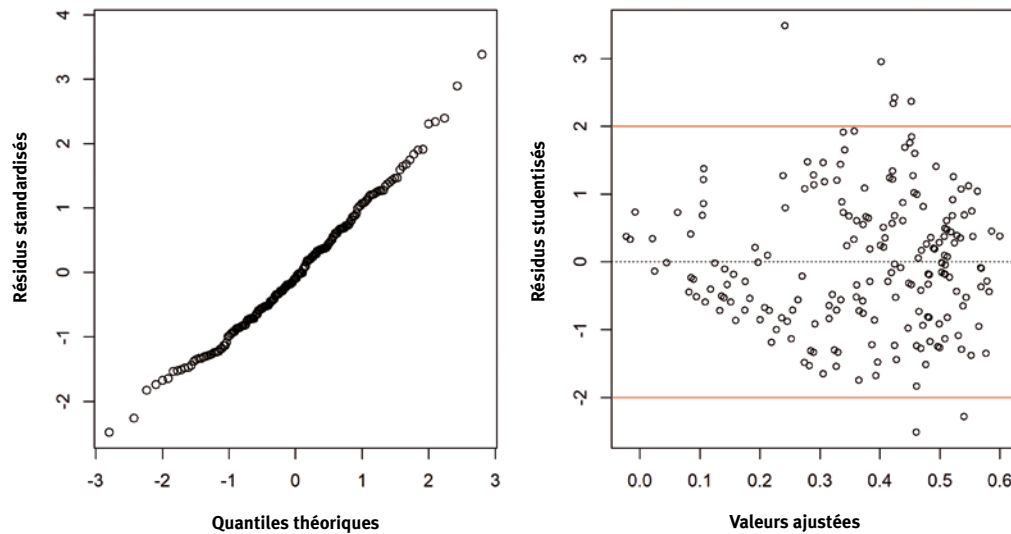 4
3
2
1
0
-1
-2
Résidus standardisés
-3 -2 -1 0 1 2 3
Quantiles théoriques
3
2
1
0
-1
-2
Résidus studentisés
0.0 0.1 0.2 0.3 0.4 0.5 0.6
Valeurs ajustées